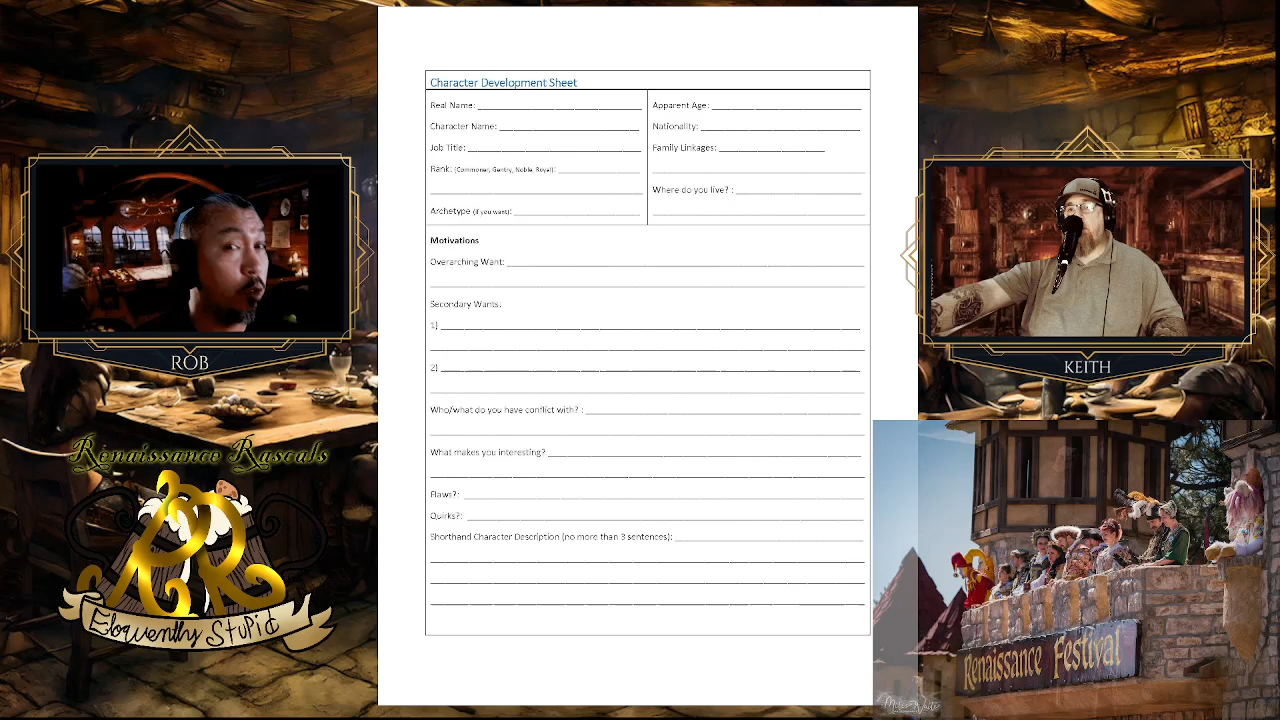 Character Development Sheet
Real Name:
Apparent Age:
Character Name:
Nationality:
Job Title:
Family Linkages:
Rank: (Commoner, Gentry, Noble, Royal):
Where do you live? :
Archetype (if you want):
Motivations
Overarching Want:
Secondary Wants:
1)
2)
Who/what do you have conflict with? :
What makes you interesting?
Flaws?:
Quirks?:
Shorthand Character Description (no more than 3 sentences):
ROB
KEITH
Renaissance Rascals
RR
Eloquently Stupid
Renaissance Festival